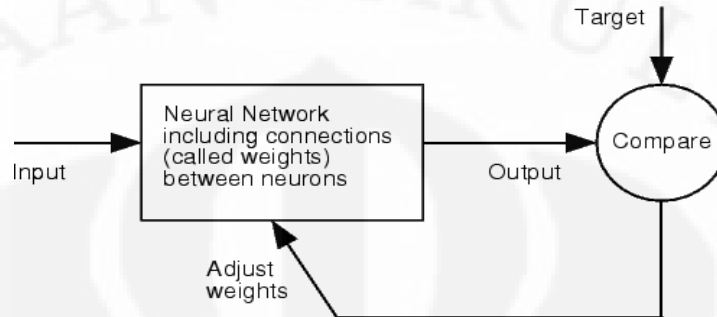 Target
Neural Network
including connections
(called weights)
between neurons
Compare
Input
Output
Adjust
weights